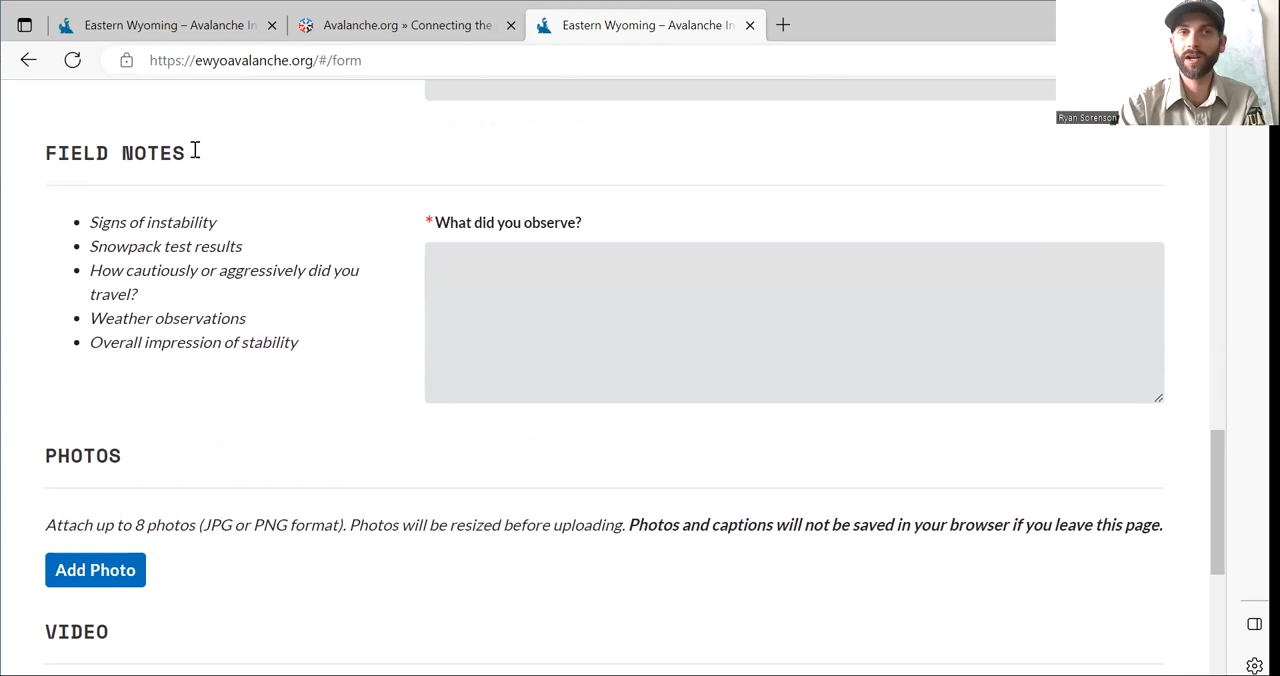 Eastern Wyoming – Avalanche In
Avalanche.org » Connecting the
Eastern Wyoming – Avalanche In
https://ewyoavalanche.org/#/form
Ryan Sorenson
FIELD NOTES
Signs of instability
Snowpack test results
How cautiously or aggressively did you
travel?
Weather observations
Overall impression of stability
*What did you observe?
PHOTOS
Attach up to 8 photos (JPG or PNG format). Photos will be resized before uploading. Photos and captions will not be saved in your browser if you leave this page.
Add Photo
VIDEO